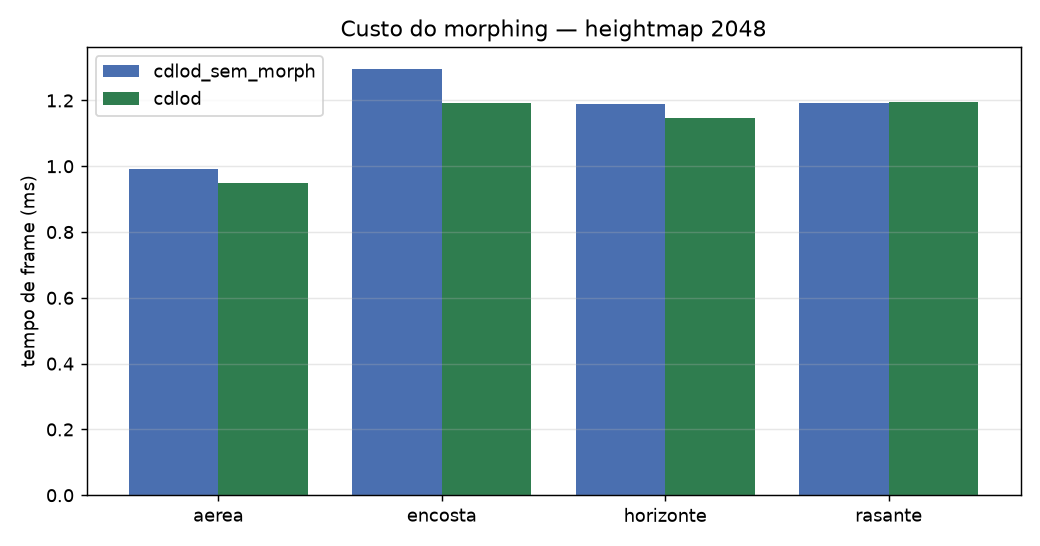 Custo do morphing — heightmap 2048
cdlod_sem_morph
cdlod
tempo de frame (ms)
1.2
1.0
0.8
0.6
0.4
0.2
0.0
aerea
encosta
horizonte
rasante